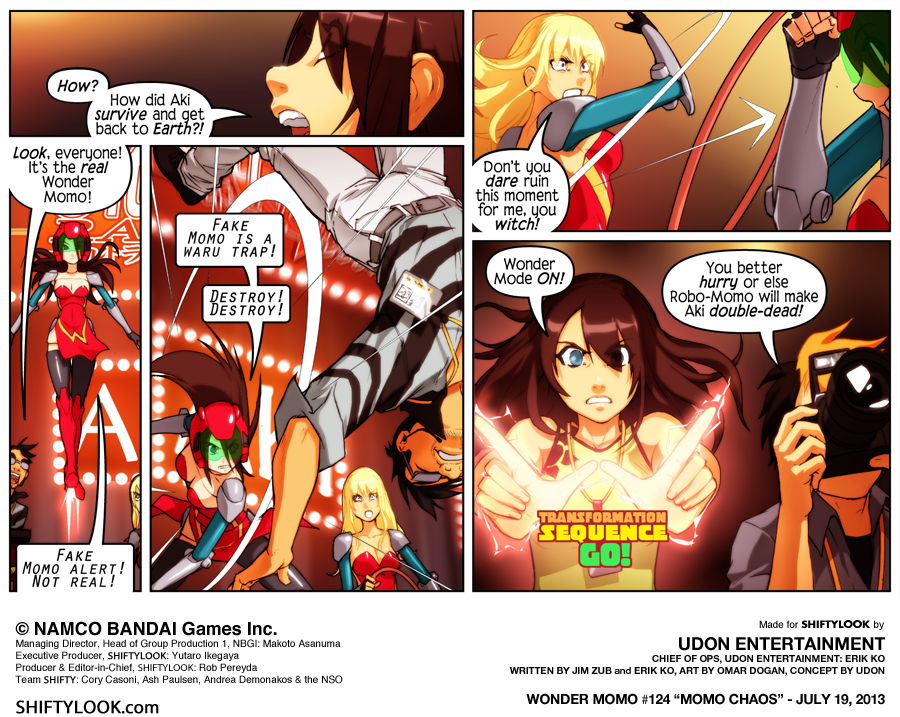 How?
How did Aki
survive and get
back to Earth?!
Look, everyone!
It's the real
Wonder
Momo!
Fake
Momo alert!
Not real!
Fake
Momo is a
waru trap!
Destroy!
Destroy!
Don't you
dare ruin
this moment
for me, you
witch!
Wonder
Mode ON!
You better
hurry or else
Robo-Momo will make
Aki double-dead!
TRANSFORMATION
SEQUENCE
GO!
© NAMCO BANDAI Games Inc.
Managing Director, Head of Group Production 1, NBGI: Makoto Asanuma
Executive Producer, SHIFTYLOOK: Yutaro Ikegaya
Producer & Editor-in-Chief, SHIFTYLOOK: Rob Pereyda
Team SHIFTY: Cory Casoni, Ash Paulsen, Andrea Demonakos & the NSO
SHIFTYLOOK.com
Made for SHIFTYLOOK by
UDON ENTERTAINMENT
CHIEF OF OPS, UDON ENTERTAINMENT: ERIK KO
WRITTEN BY JIM ZUB and ERIK KO, ART BY OMAR DOGAN, CONCEPT BY UDON
WONDER MOMO #124 "MOMO CHAOS" - JULY 19, 2013